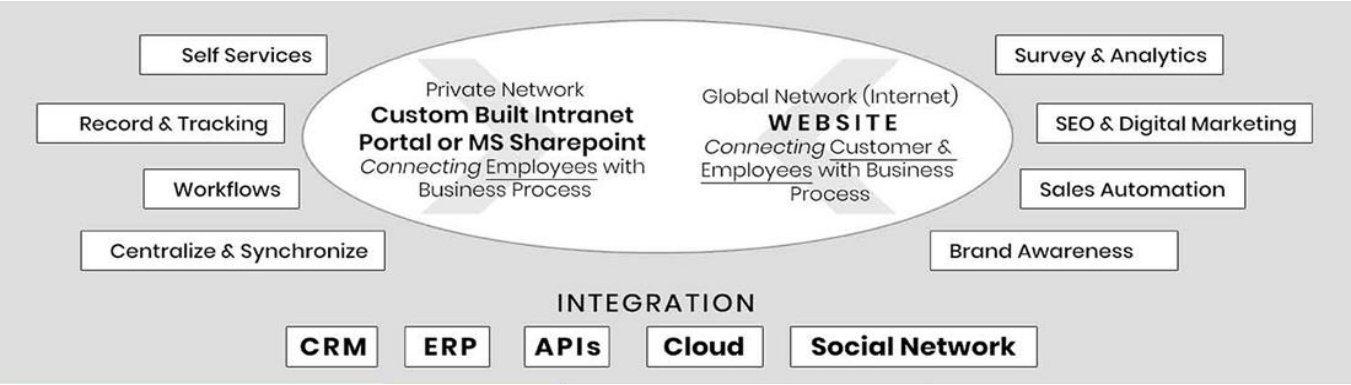 Self Services
Record & Tracking
Workflows
Centralize & Synchronize
Private Network
Custom Built Intranet
Portal or MS Sharepoint
Connecting Employees with
Business Process
Global Network (Internet)
WEBSITE
Connecting Customer &
Employees with Business
Process
Survey & Analytics
SEO & Digital Marketing
Sales Automation
Brand Awareness
INTEGRATION
CRM
ERP
APIs
Cloud
Social Network